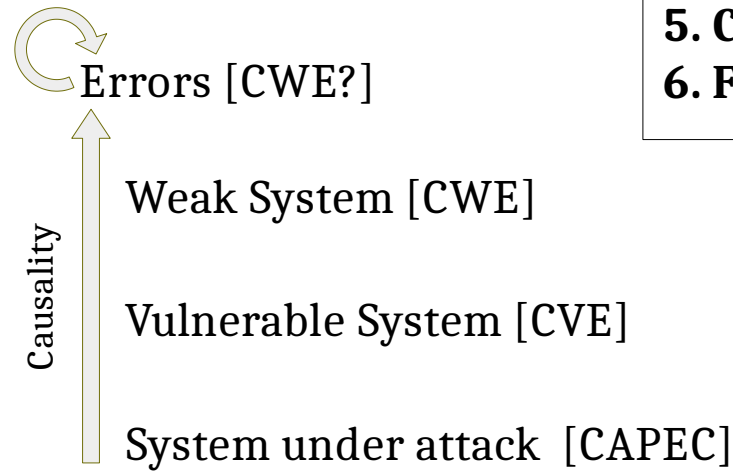 5. C
6. F
Errors [CWE?]
Weak System [CWE]
Causality
Vulnerable System [CVE]
System under attack [CAPEC]